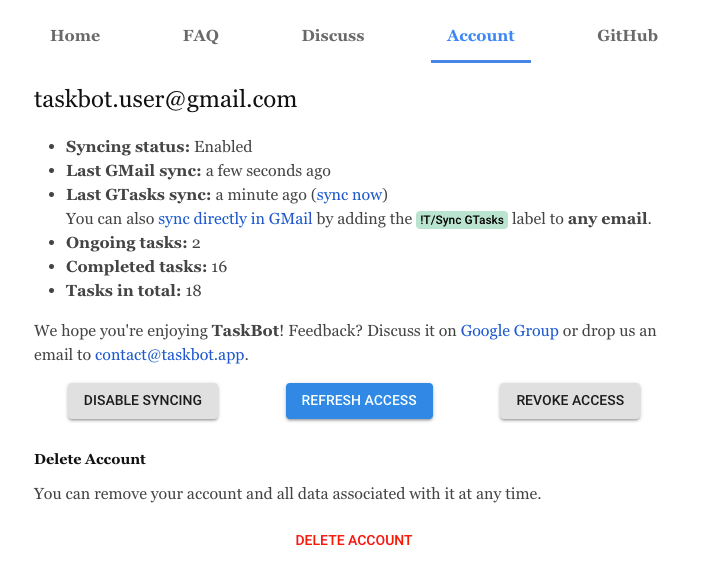 Home FAQ Discuss Account GitHub
taskbot.user@gmail.com
• Syncing status: Enabled
• Last GMail sync: a few seconds ago
• Last GTasks sync: a minute ago (sync now)
You can also sync directly in GMail by adding the !T/Sync GTasks label to any email.
• Ongoing tasks: 2
• Completed tasks: 16
• Tasks in total: 18
We hope you're enjoying TaskBot! Feedback? Discuss it on Google Group or drop us an
email to contact@taskbot.app.
DISABLE SYNCING REFRESH ACCESS REVOKE ACCESS
Delete Account
You can remove your account and all data associated with it at any time.
DELETE ACCOUNT